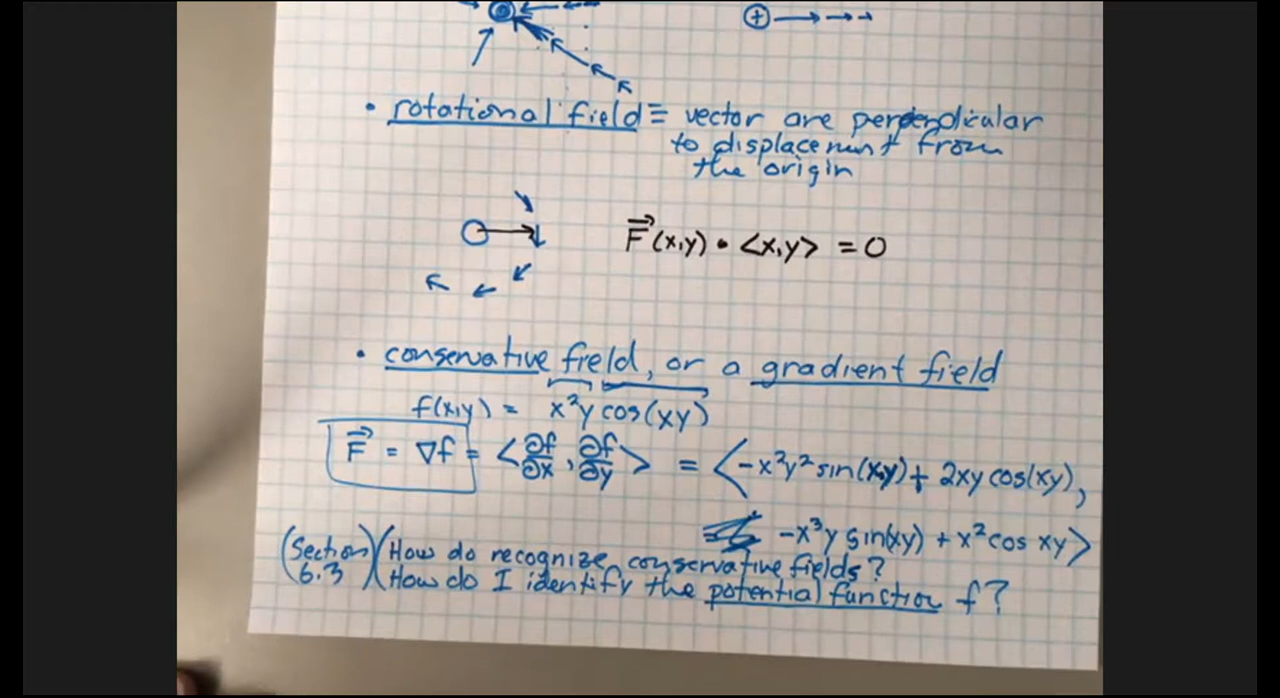 +
• rotational field ≡ vector are perpendicular
to displacement from
the origin
F⃗(x,y) • <x,y> = 0
• conservative field, or a gradient field
f(x,y) = x²y cos(xy)
F⃗ = ∇f = <∂f/∂x, ∂f/∂y> = <-x²y² sin(xy) + 2xy cos(xy),
-x³y sin(xy) + x² cos xy>
(Section 6.3) (How do recognize conservative fields?
(How do I identify the potential function f?